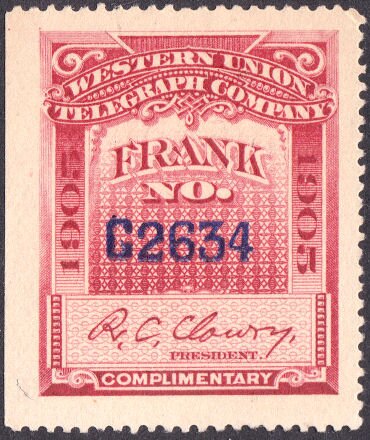 WESTERN UNION
TELEGRAPH COMPANY
FRANK
NO.
C2634
1905
1905
R. C. Clowry,
PRESIDENT.
COMPLIMENTARY